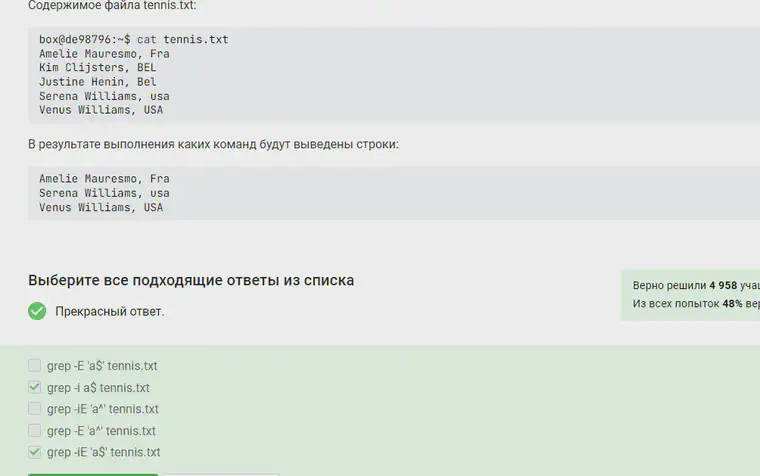 Содержимое файла tennis.txt:
box@de98796:~$ cat tennis.txt
Amelie Mauresmo, Fra
Kim Clijsters, BEL
Justine Henin, Bel
Serena Williams, usa
Venus Williams, USA
В результате выполнения каких команд будут выведены строки:
Amelie Mauresmo, Fra
Serena Williams, usa
Venus Williams, USA
Выберите все подходящие ответы из списка
Верно решили 4 958 учащ
Прекрасный ответ.
Из всех попыток 48% вер
grep -E 'a$' tennis.txt
grep -i a$ tennis.txt
grep -iE 'a^' tennis.txt
grep -E 'a^' tennis.txt
grep -iE 'a$' tennis.txt